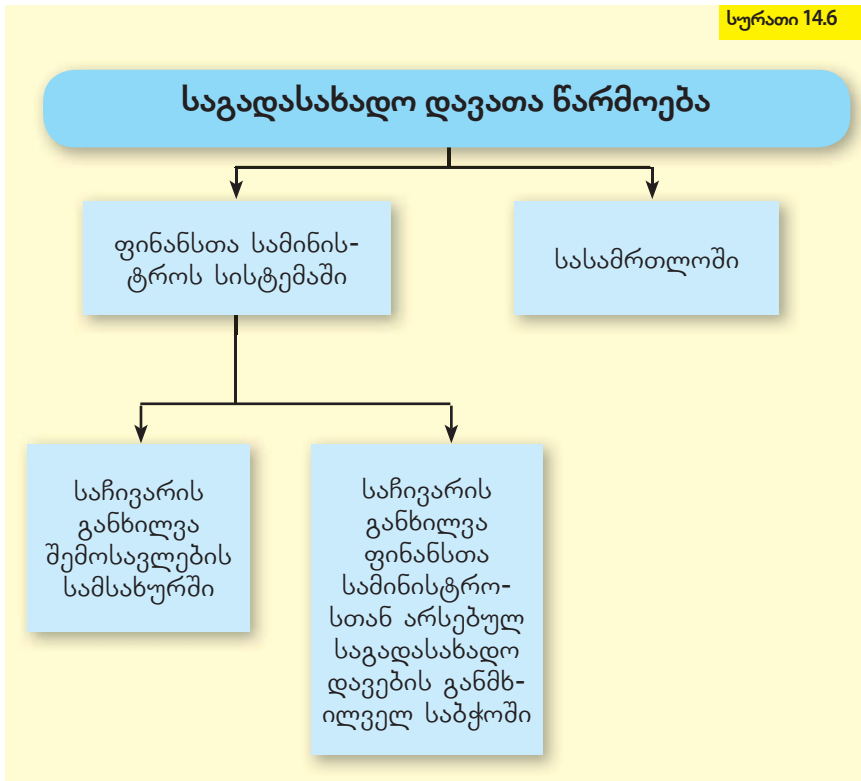 სურათი 14.6
საგადასახადო დავათა წარმოება
ფინანსთა სამინის-
ტროს სისტემაში
სასამრთლოში
საჩივარის
განხილვა
შემოსავლების
სამსახურში
საჩივარის
განხილვა
ფინანსთა
სამინისტრო-
სთან არსებულ
საგადასახადო
დავების განმხ-
ილველ საბჭოში